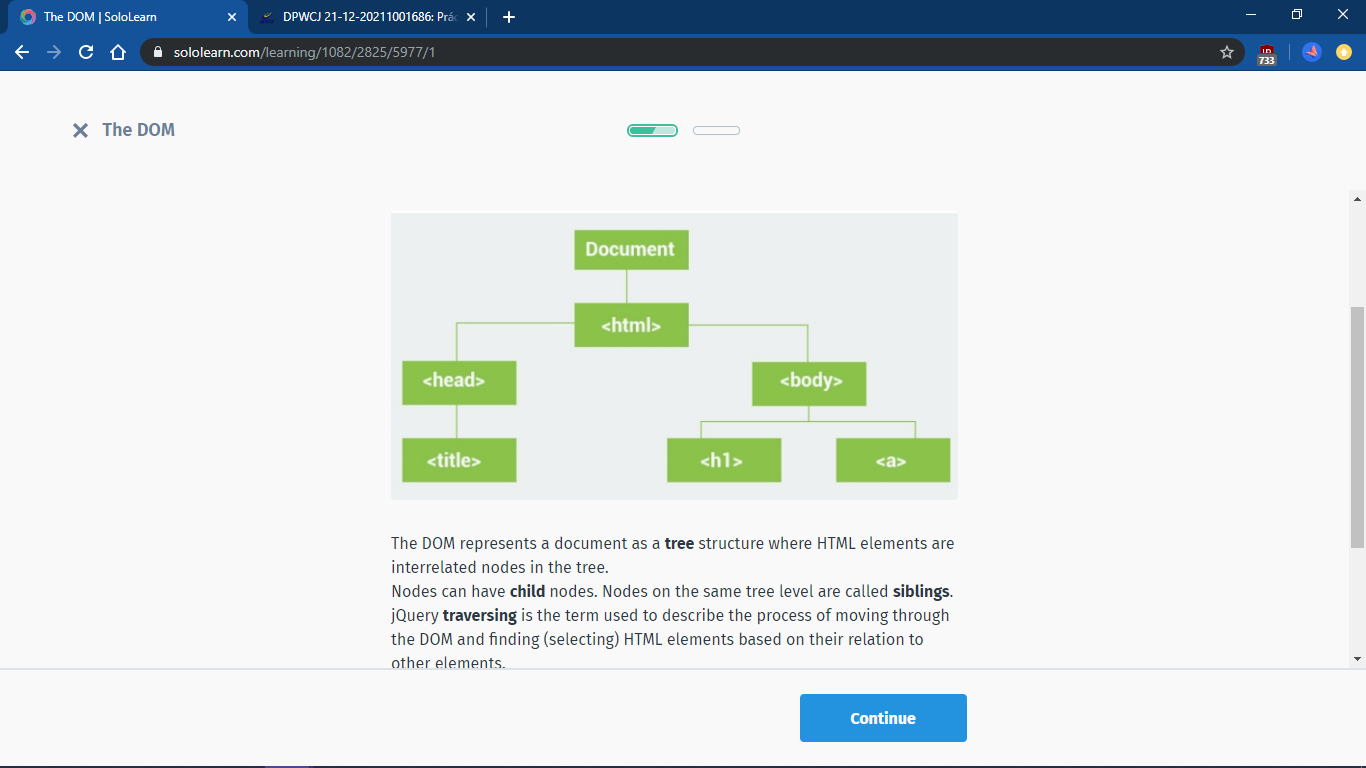 The DOM | SoloLearn
DPWCJ 21-12-20211001686: Prác
sololearn.com/learning/1082/2825/5977/1
733
The DOM
Document
<html>
<head>
<body>
<title>
<h1>
<a>
The DOM represents a document as a tree structure where HTML elements are
interrelated nodes in the tree.
Nodes can have child nodes. Nodes on the same tree level are called siblings.
jQuery traversing is the term used to describe the process of moving through
the DOM and finding (selecting) HTML elements based on their relation to
other elements.
Continue